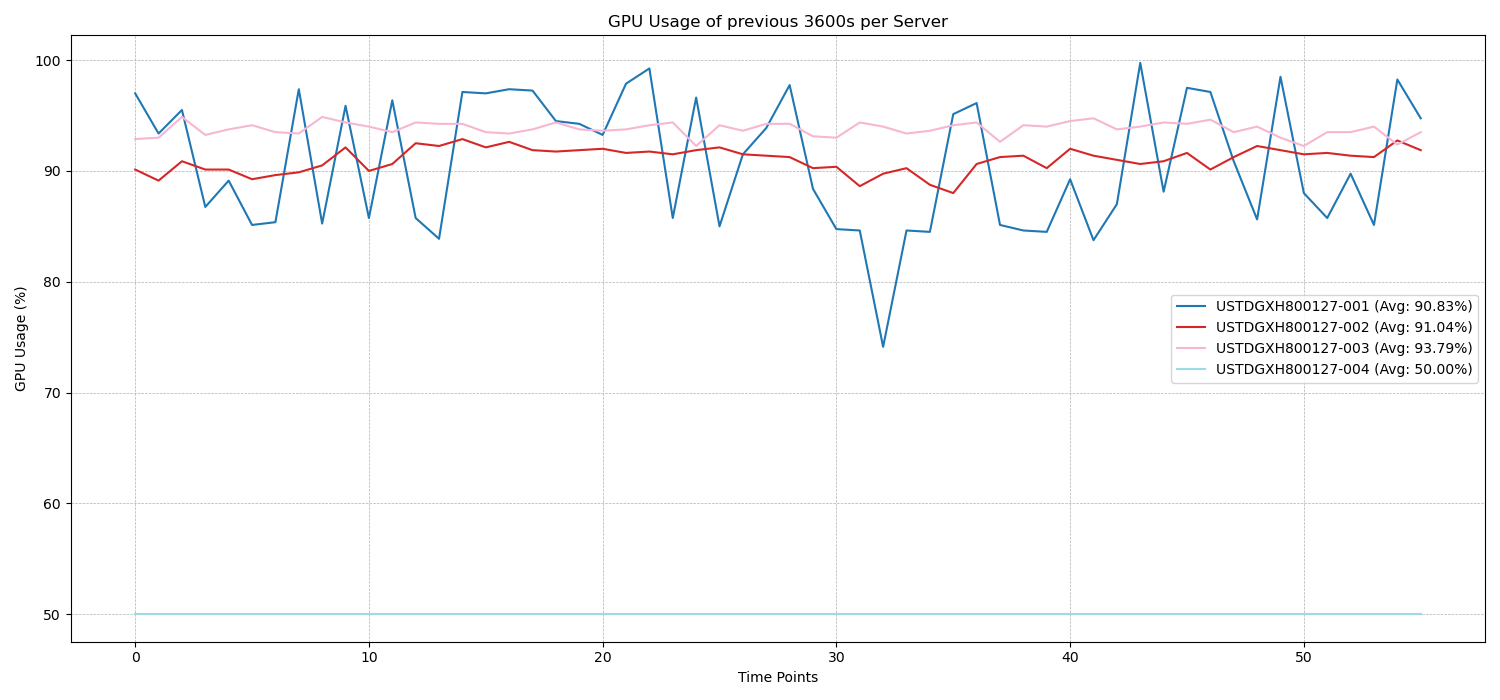 GPU Usage of previous 3600s per Server
GPU Usage (%)
100
90
80
70
60
50
USTDGXH800127-001 (Avg: 90.83%)
USTDGXH800127-002 (Avg: 91.04%)
USTDGXH800127-003 (Avg: 93.79%)
USTDGXH800127-004 (Avg: 50.00%)
0 10 20 30 40 50
Time Points